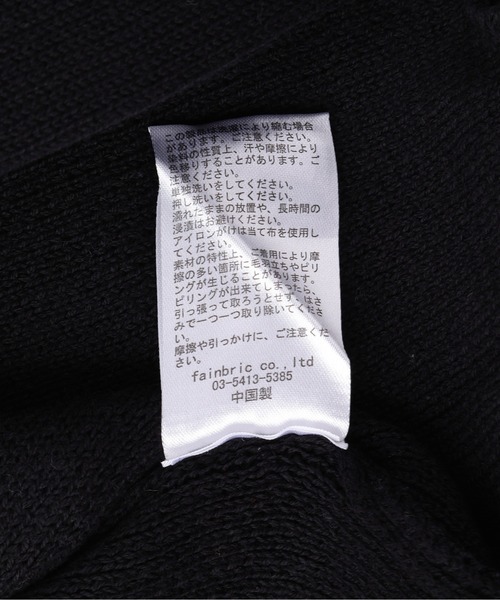 この製品は洗濯により縮む場合
があります。ご注意ください。
染料の性質上、汗や摩擦により
色移りすることがあります。ご
注意ください。
単独洗いをしてください。
押し洗いをしてください。
濡れたままの放置や、長時間の
浸漬はお避けください。
アイロンがけは当て布を使用し
てください。
素材の特性上、ご着用により摩
擦の多い箇所に毛羽立ちやピリ
ングが生じることがあります。
ピリングが出来てしまったら、
引っ張って取ろうとせず、はさ
みで一つ一つ取り除いてくださ
い。
摩擦や引っかけに、ご注意くだ
さい。
fainbric co.,ltd
03-5413-5385
中国製